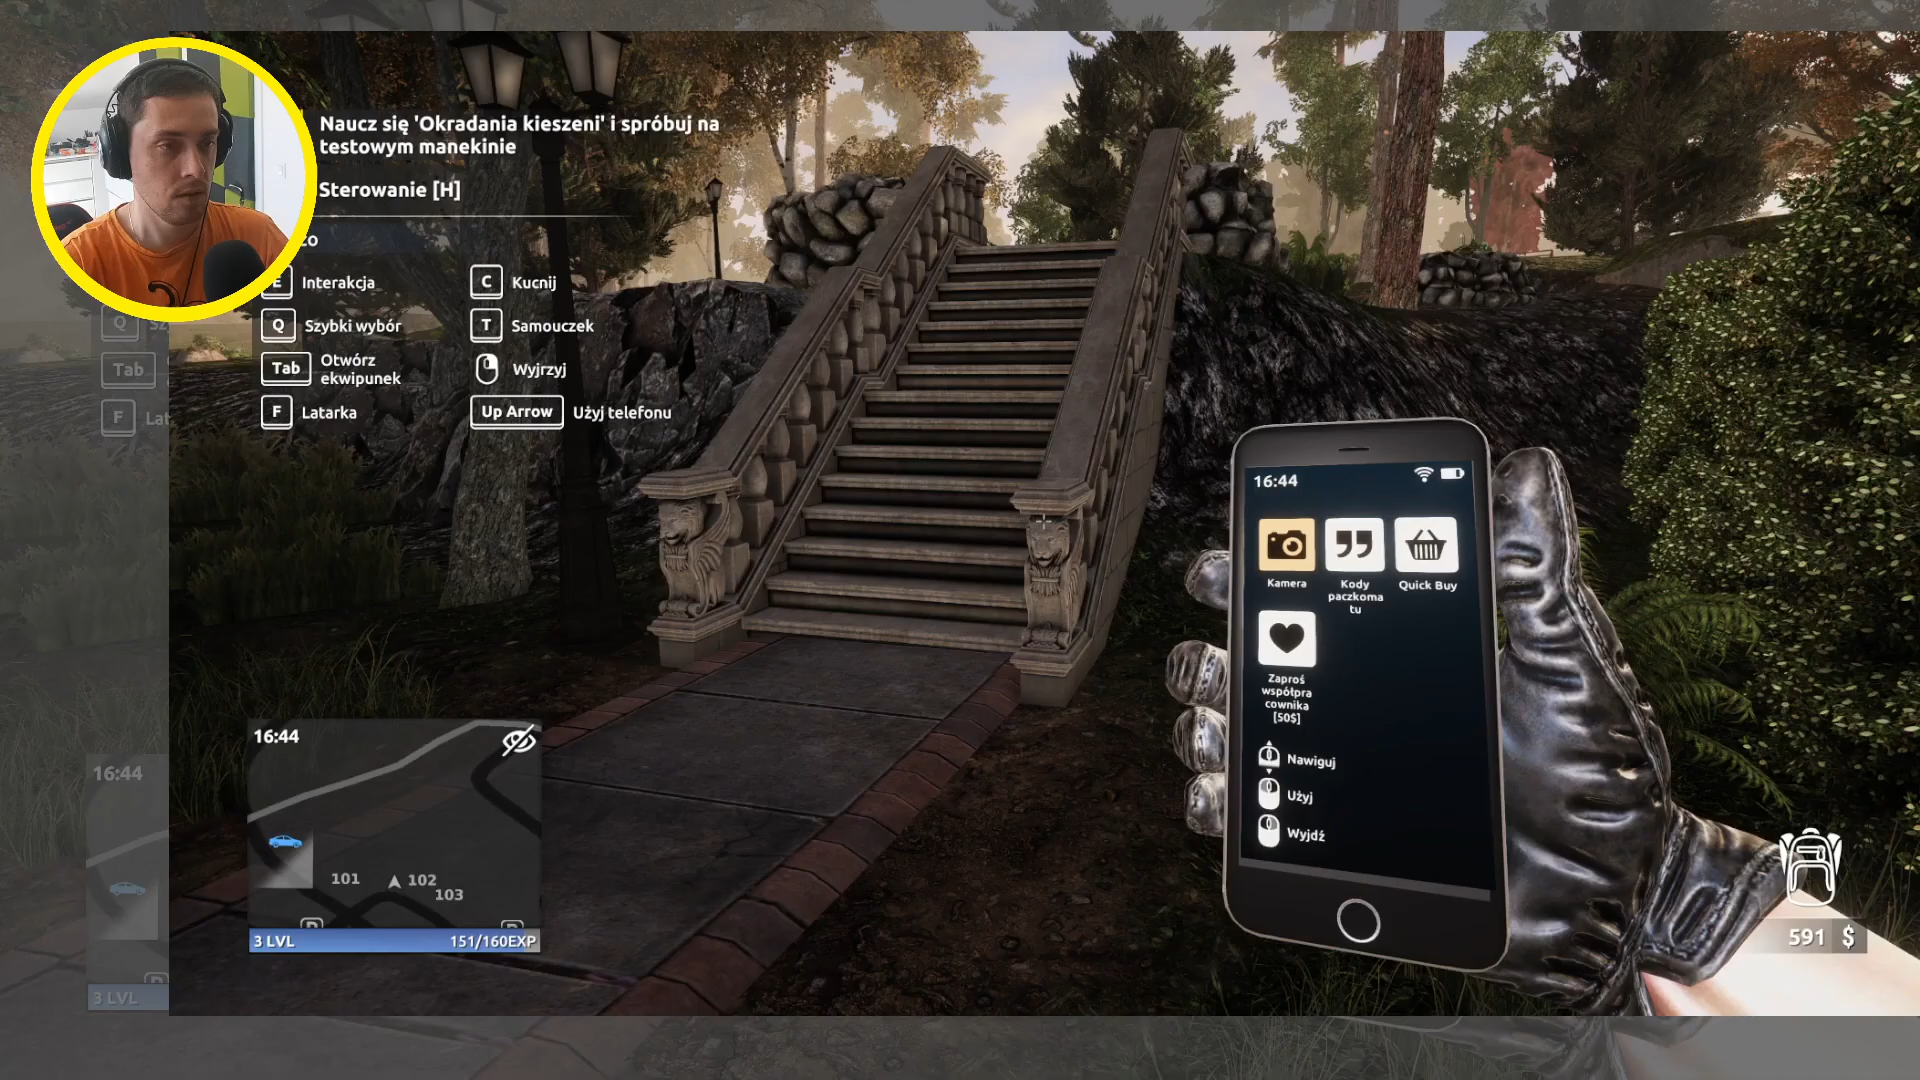 Naucz się 'Okradania kieszeni' i spróbuj na
testowym manekinie
Sterowanie [H]
E Interakcja
C Kucnij
Q Szybki wybór
T Samouczek
Tab Otwórz
ekwipunek
Wyjrzyj
F Latarka
Up Arrow Użyj telefonu
Q
Tab
F Lat
16:44
3 LVL
16:44
101
102
103
3 LVL 151/160EXP
16:44
Kamera
Kody
paczkoma
tu
Quick Buy
Zaproś
współpra
cownika
[50$]
Nawiguj
Użyj
Wyjdź
591 $